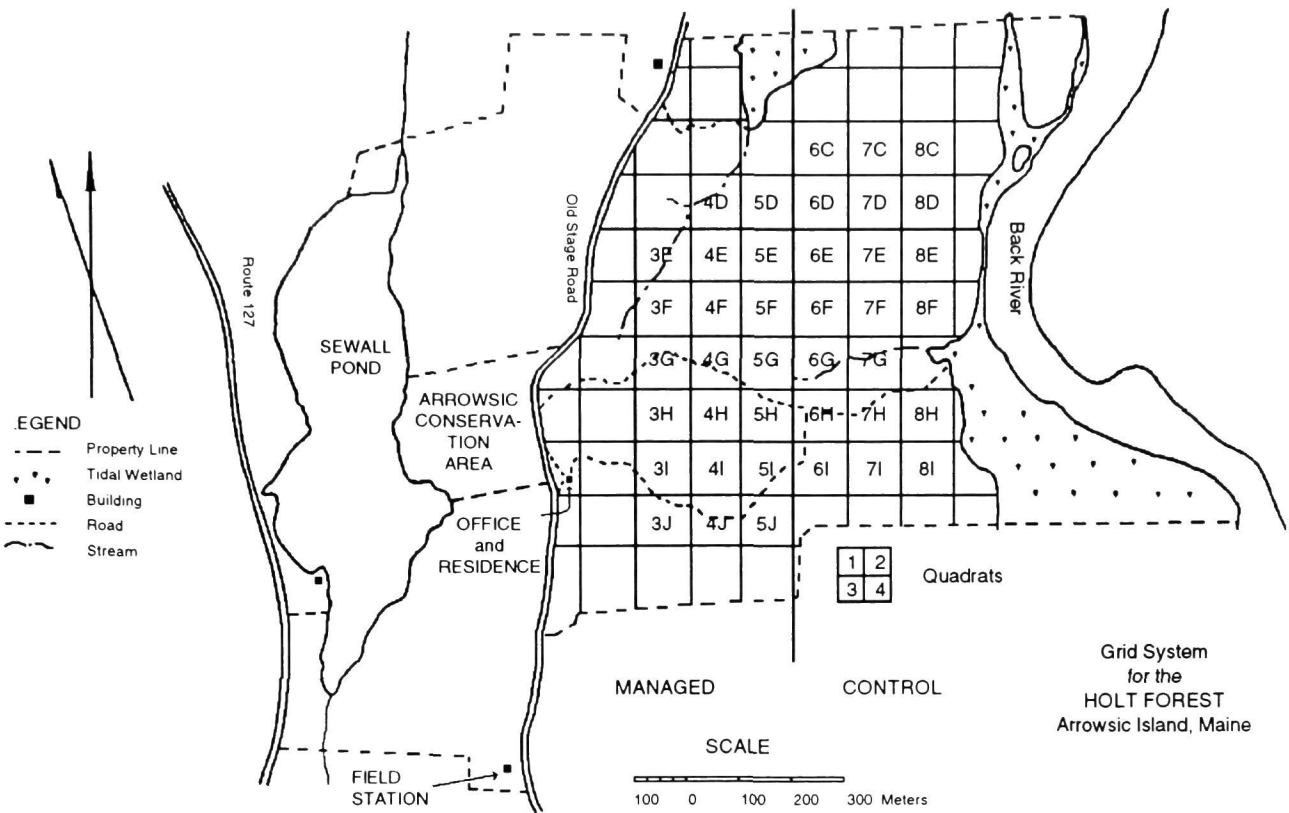 6C 7C 8C
4D 5D 6D 7D 8D
3E 4E 5E 6E 7E 8E
3F 4F 5F 6F 7F 8F
3G 4G 5G 6G 7G
3H 4H 5H 6H 7H 8H
3I 4I 5I 6I 7I 8I
3J 4J 5J
Old Stage Road
Back River
Route 127
SEWALL
POND
ARROWSIC
CONSERVA-
TION
AREA
OFFICE
and
RESIDENCE
.EGEND
Property Line
Tidal Wetland
Building
Road
Stream
1 2
3 4
Quadrats
MANAGED
CONTROL
Grid System
for the
HOLT FOREST
Arrowsic Island, Maine
SCALE
100 0 100 200 300 Meters
FIELD
STATION